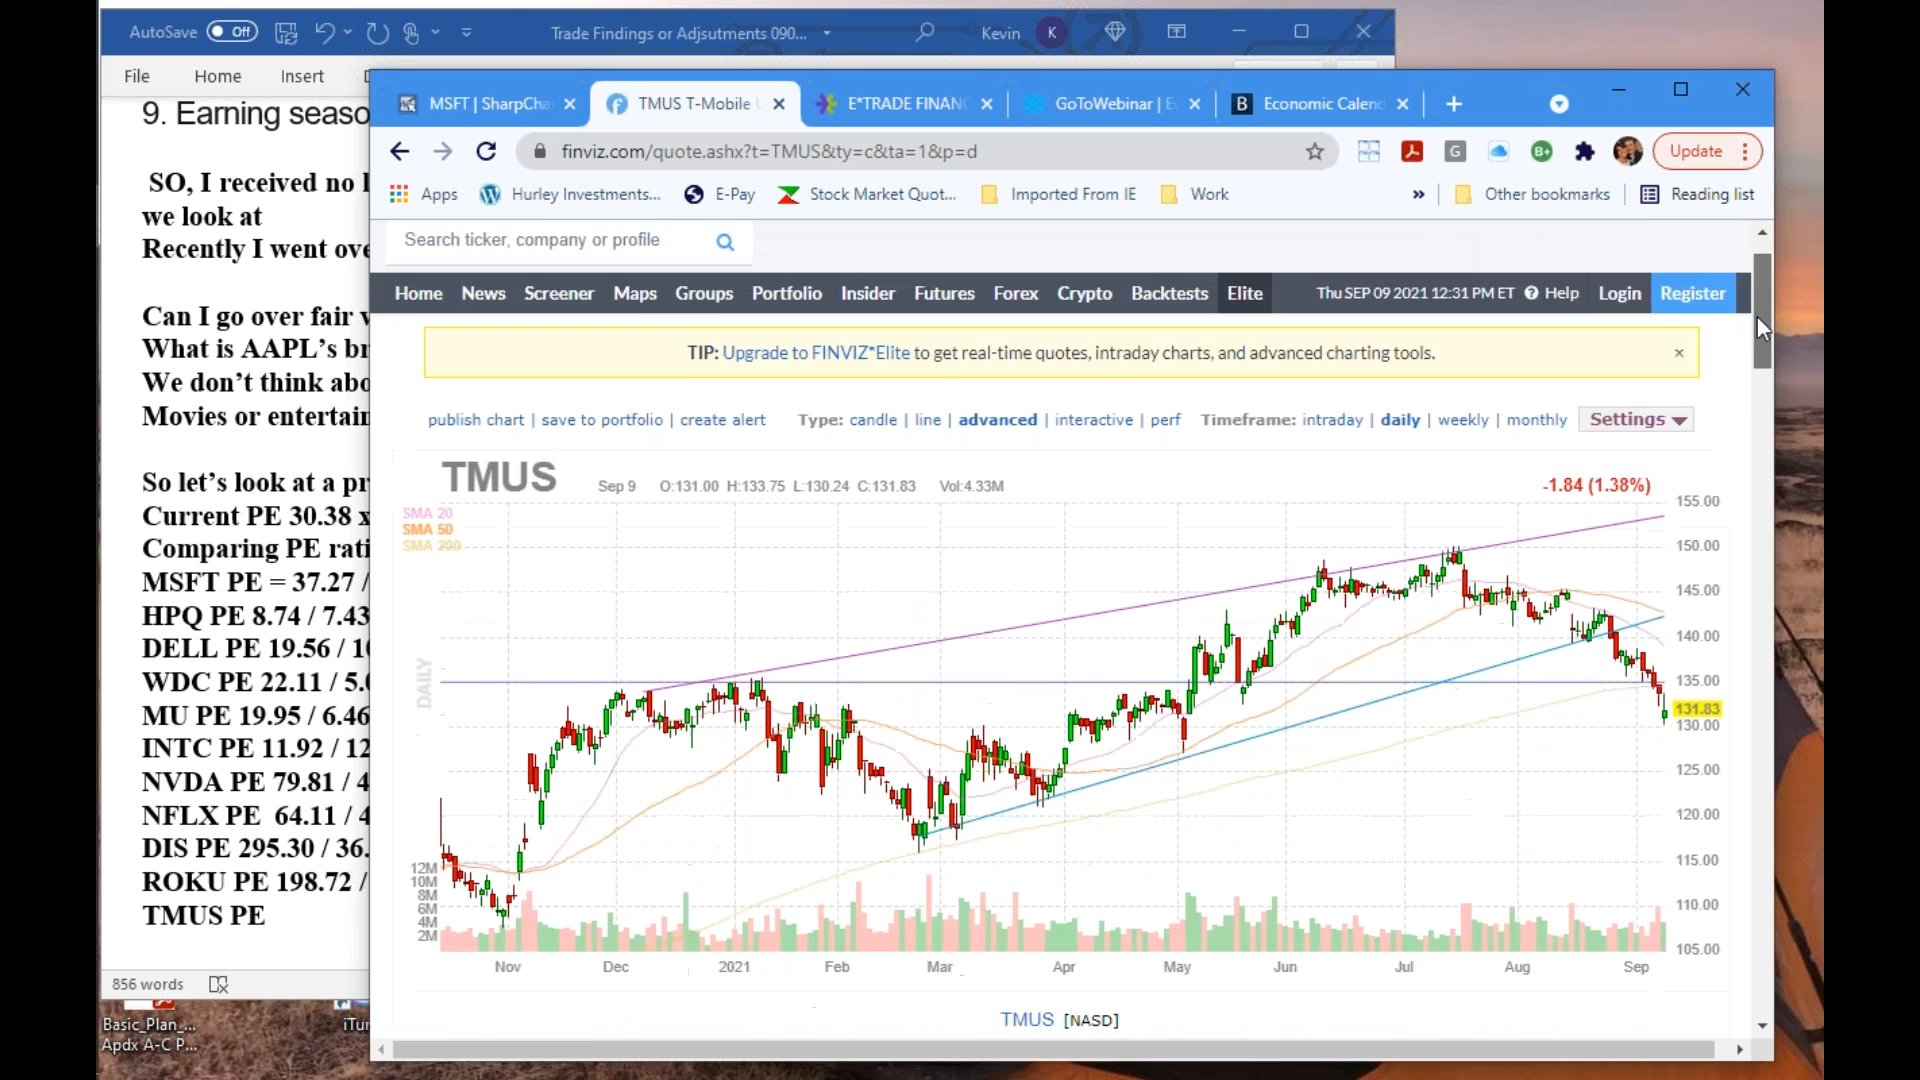 AutoSave Off
Trade Findings or Adjsutments 090...
Kevin K
File Home Insert
9. Earning seaso
SO, I received no
we look at
Recently I went ove
Can I go over fair
What is AAPL's br
We don't think abo
Movies or entertain
So let's look at a pr
Current PE 30.38 x
Comparing PE rati
MSFT PE = 37.27 /
HPQ PE 8.74 / 7.43
DELL PE 19.56 / 1
WDC PE 22.11 / 5.
MU PE 19.95 / 6.46
INTC PE 11.92 / 12
NVDA PE 79.81 / 4
NFLX PE 64.11 / 4
DIS PE 295.30 / 36.
ROKU PE 198.72 /
TMUS PE
856 words
Basic_Plan_...
Apdx A-C P...
iTu
MSFT | SharpCha
TMUS T-Mobile
E*TRADE FINAN
GoToWebinar |
B Economic Calen
finviz.com/quote.ashx?t=TMUS&ty=c&ta=1&p=d
Update
Apps Hurley Investments... E-Pay Stock Market Quot... Imported From IE Work » Other bookmarks Reading list
Search ticker, company or profile
Home News Screener Maps Groups Portfolio Insider Futures Forex Crypto Backtests Elite Thu SEP 09 2021 12:31 PM ET Help Login Register
TIP: Upgrade to FINVIZ*Elite to get real-time quotes, intraday charts, and advanced charting tools. ×
publish chart | save to portfolio | create alert Type: candle | line | advanced | interactive | perf Timeframe: intraday | daily | weekly | monthly Settings
TMUS Sep 9 O:131.00 H:133.75 L:130.24 C:131.83 Vol:4.33M -1.84 (1.38%)
SMA 20
SMA 50
SMA 200
DAILY
155.00
150.00
145.00
140.00
135.00
131.83
130.00
125.00
120.00
115.00
110.00
105.00
12M
10M
8M
6M
4M
2M
Nov Dec 2021 Feb Mar Apr May Jun Jul Aug Sep
TMUS [NASD]